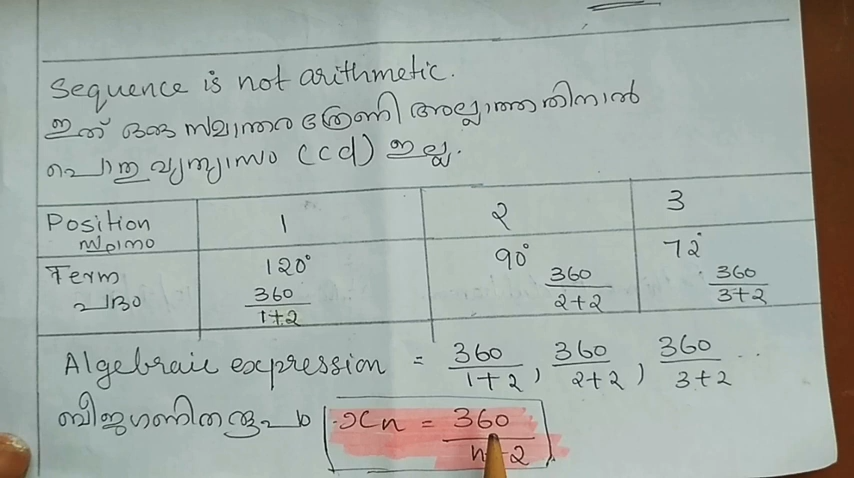 Sequence is not arithmetic.
ഇത് ഒരു സമാന്തര ശ്രേണി അല്ലാത്തതിനാൽ
പൊതുവ്യത്യാസം (cd) ഇല്ല.
Position 1 2 3
സ്ഥാനം
Term 120° 90° 72°
പദം 360/1+2 360/2+2 360/3+2
Algebraic expression = 360/1+2, 360/2+2, 360/3+2 ...
ബീജഗണിതരൂപം xn = 360/n+2